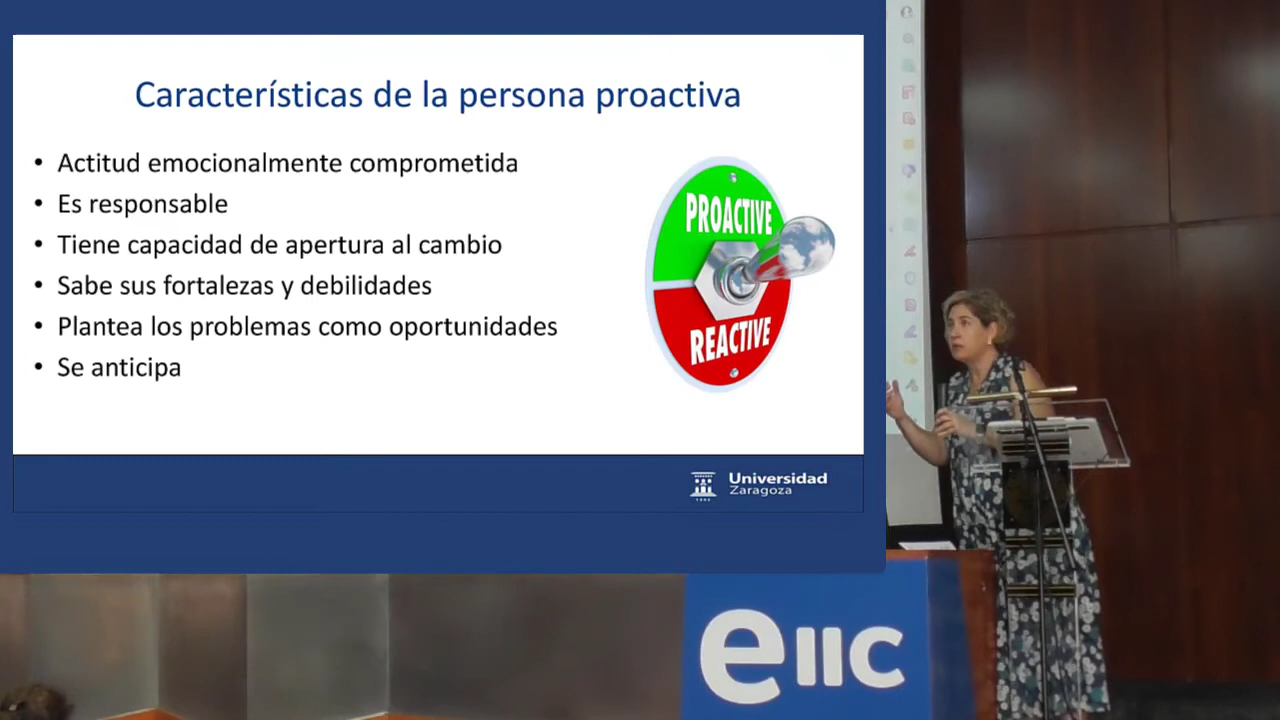 Características de la persona proactiva
• Actitud emocionalmente comprometida
• Es responsable
• Tiene capacidad de apertura al cambio
• Sabe sus fortalezas y debilidades
• Plantea los problemas como oportunidades
• Se anticipa
PROACTIVE
REACTIVE
Universidad
Zaragoza
eIIC